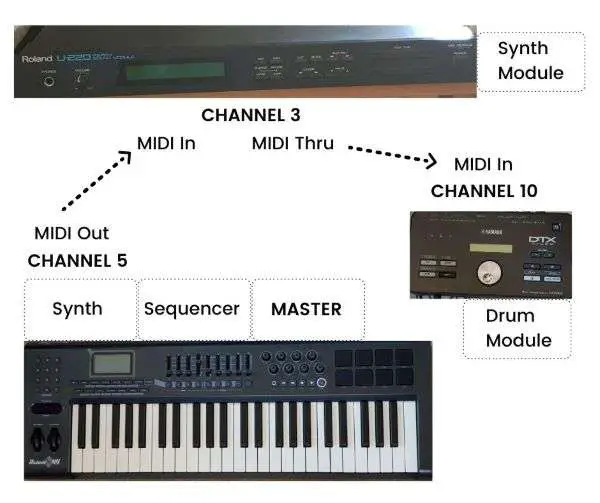 Roland U-220
Synth
Module
CHANNEL 3
MIDI In MIDI Thru
MIDI In
CHANNEL 10
MIDI Out
CHANNEL 5
YAMAHA
DTX
Synth Sequencer MASTER
Drum
Module